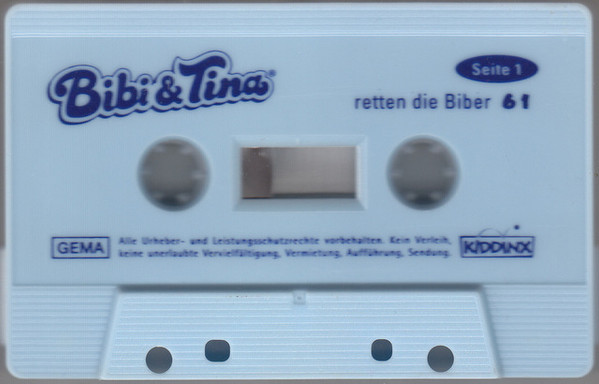 Bibi & Tina®
Seite 1
retten die Biber 61
GEMA
Alle Urheber- und Leistungsschutzrechte vorbehalten. Kein Verleih,
keine unerlaubte Vervielfältigung, Vermietung, Aufführung, Sendung.
KIDDINX